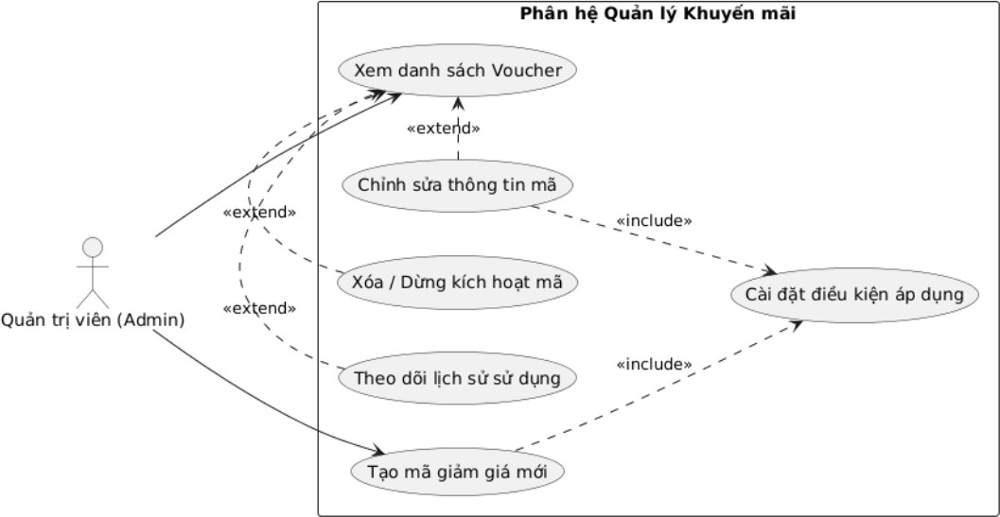 Phân hệ Quản lý Khuyến mãi
Xem danh sách Voucher
«extend»
Chỉnh sửa thông tin mã
«extend»
«include»
Xóa / Dừng kích hoạt mã
Cài đặt điều kiện áp dụng
«extend»
Quản trị viên (Admin)
«include»
Theo dõi lịch sử sử dụng
Tạo mã giảm giá mới